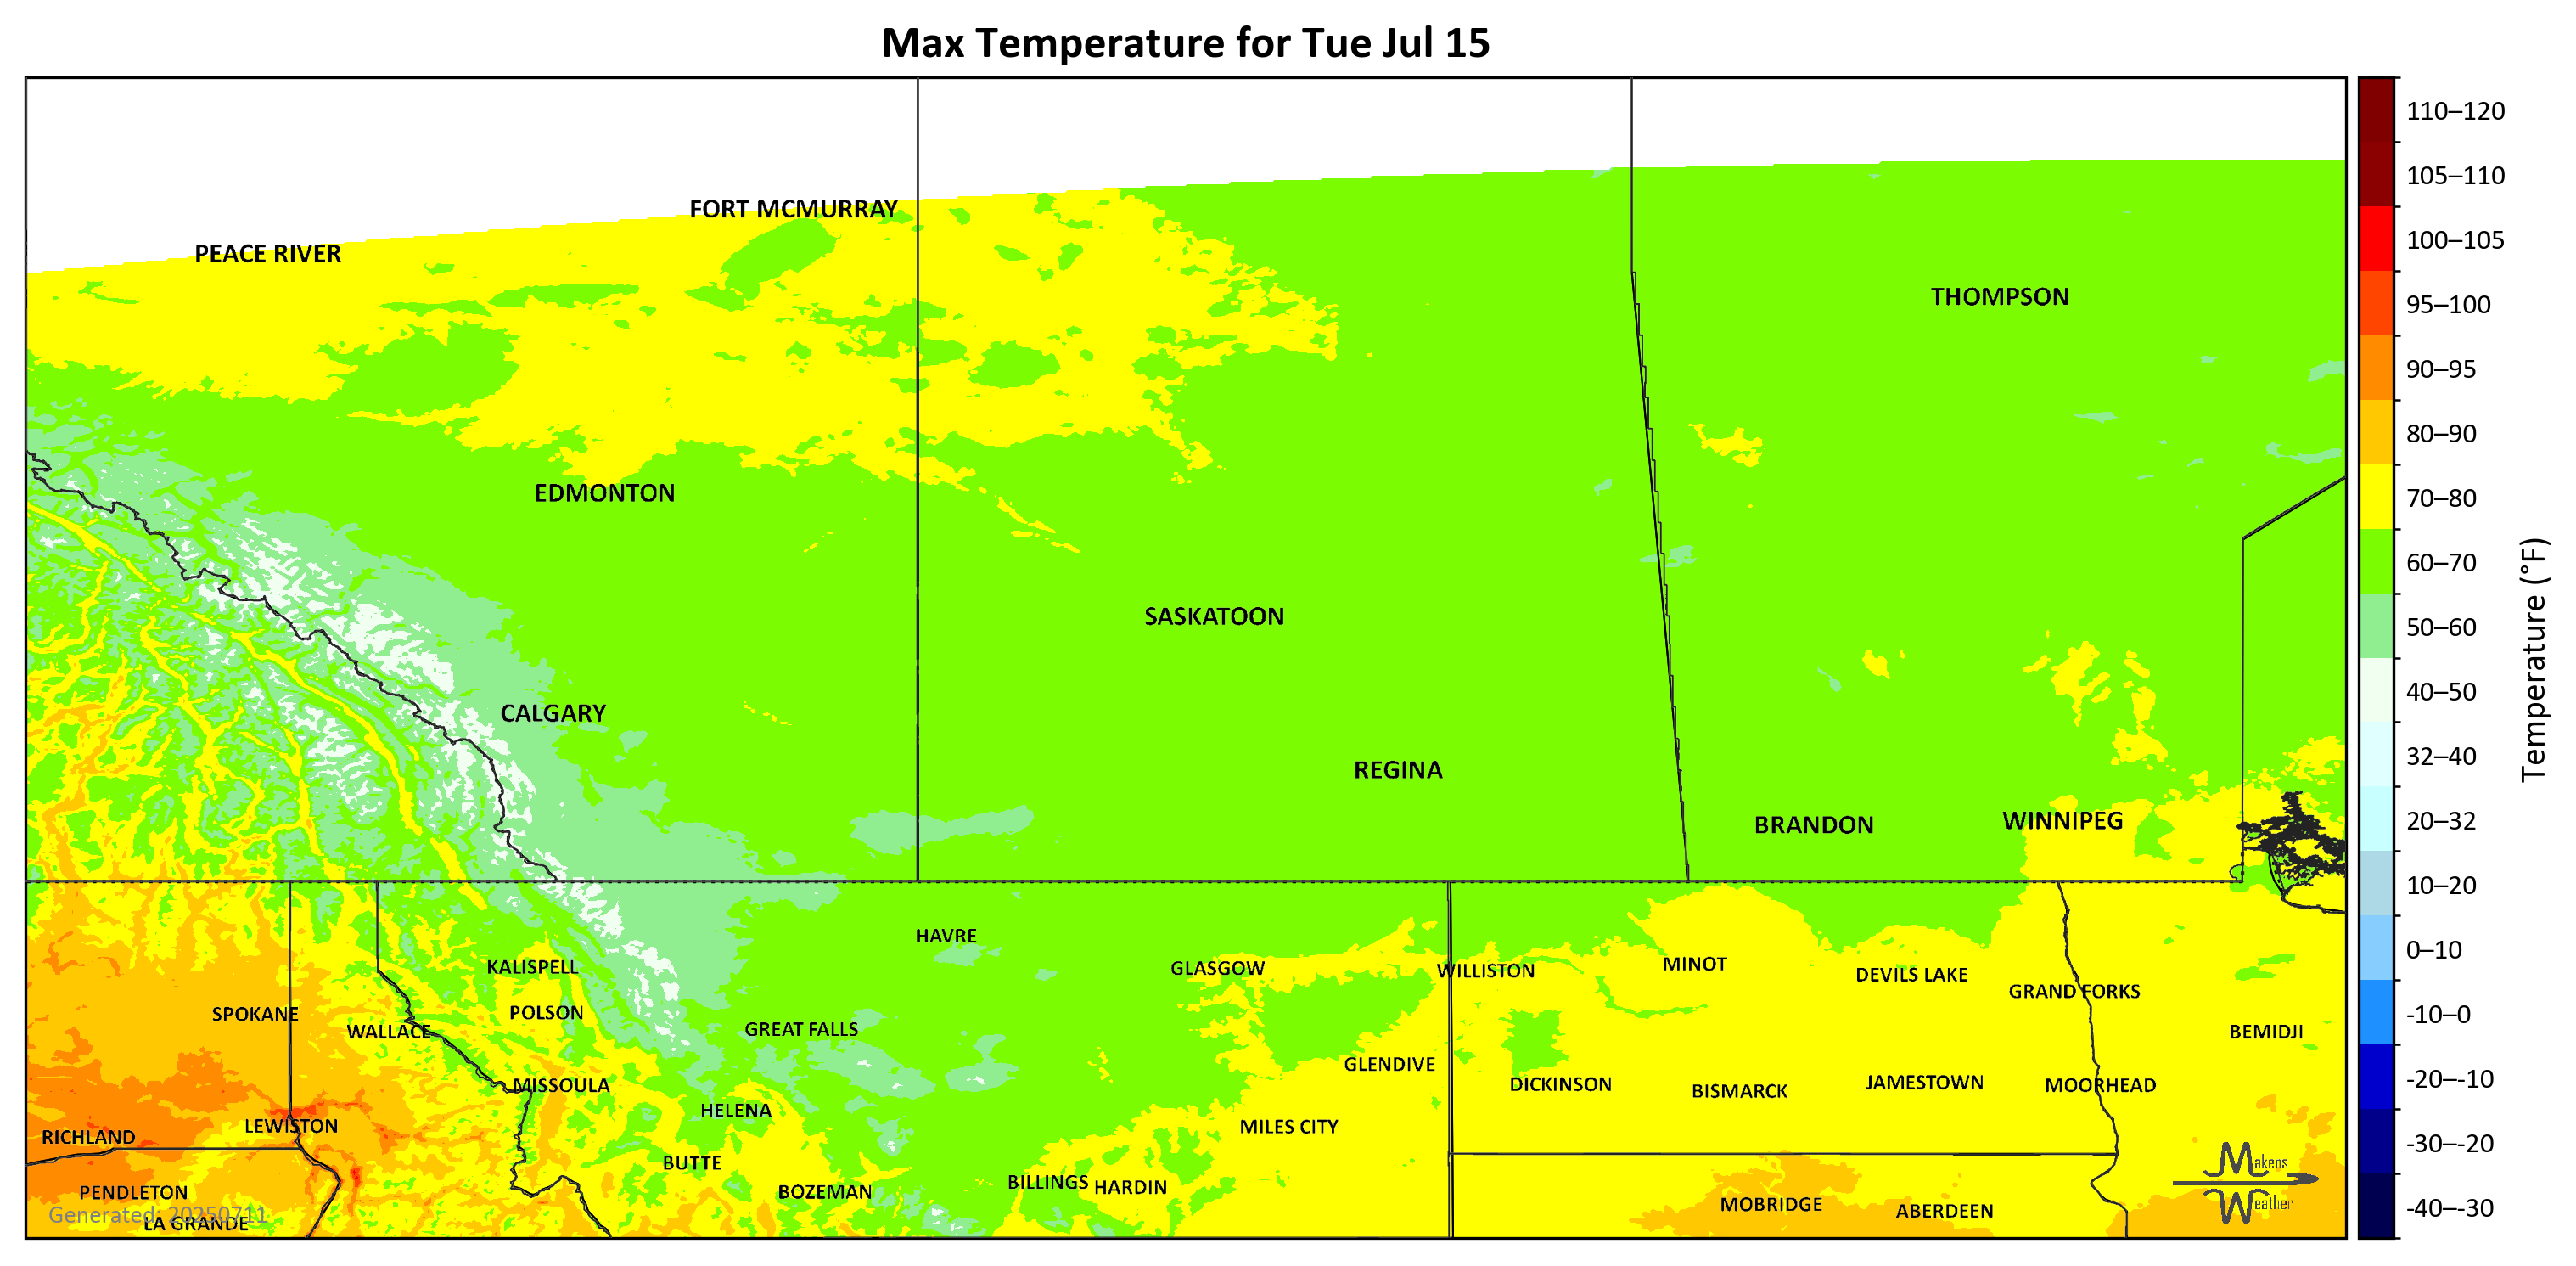 Max Temperature for Tue Jul 15
FORT MCMURRAY
PEACE RIVER
THOMPSON
EDMONTON
SASKATOON
CALGARY
REGINA
BRANDON
WINNIPEG
HAVRE
KALISPELL
GLASGOW
WILLISTON
MINOT
DEVILS LAKE
GRAND FORKS
SPOKANE
POLSON
WALLACE
GREAT FALLS
BEMIDJI
GLENDIVE
MISSOULA
DICKINSON
BISMARCK
JAMESTOWN
MOORHEAD
HELENA
LEWISTON
MILES CITY
RICHLAND
BUTTE
BILLINGS
HARDIN
PENDLETON
BOZEMAN
MOBRIDGE
ABERDEEN
LA GRANDE
Generated: 20250711
Makens
Weather
110–120
105–110
100–105
95–100
90–95
80–90
70–80
60–70
50–60
40–50
32–40
20–32
10–20
0–10
-10–0
-20–-10
-30–-20
-40–-30
Temperature (°F)